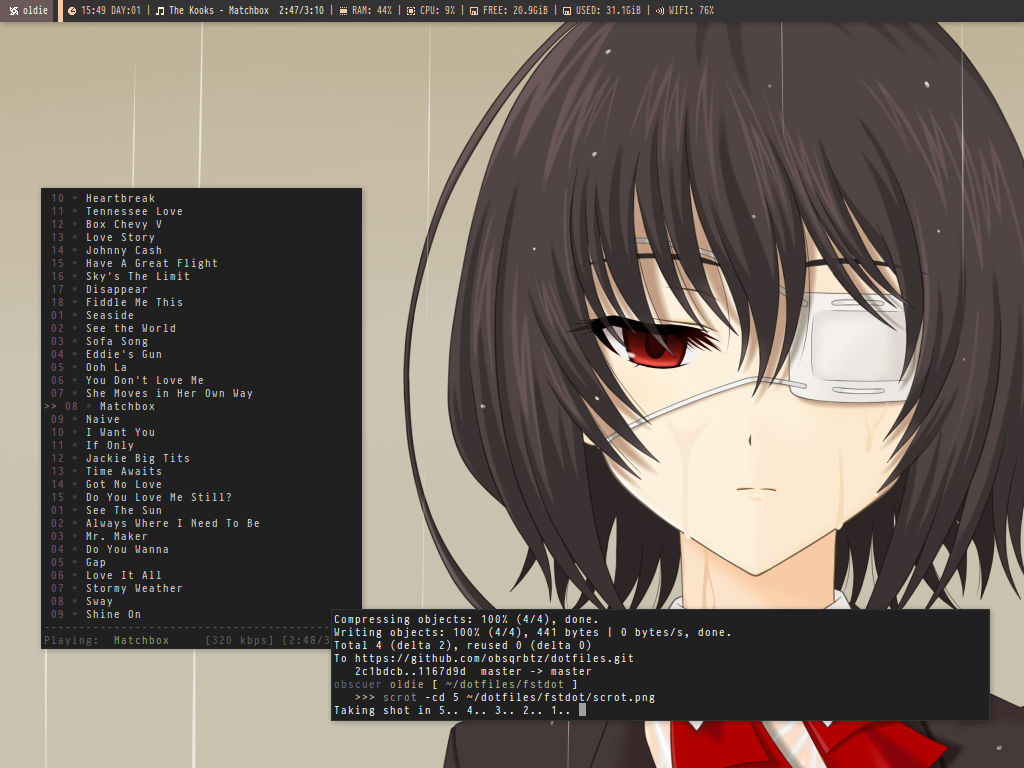 oldie | 15:49 DAY:01 | The Kooks - Matchbox 2:47/3:10 | RAM: 44% | CPU: 9% | FREE: 20.9GiB | USED: 31.1GiB | WIFI: 76%
10 * Heartbreak
11 * Tennessee Love
12 * Box Chevy V
13 * Love Story
14 * Johnny Cash
15 * Have A Great Flight
16 * Sky's The Limit
17 * Disappear
18 * Fiddle Me This
01 * Seaside
02 * See the World
03 * Sofa Song
04 * Eddie's Gun
05 * Ooh La
06 * You Don't Love Me
07 * She Moves in Her Own Way
>> 08 * Matchbox
09 * Naive
10 * I Want You
11 * If Only
12 * Jackie Big Tits
13 * Time Awaits
14 * Got No Love
15 * Do You Love Me Still?
01 * See The Sun
02 * Always Where I Need To Be
03 * Mr. Maker
04 * Do You Wanna
05 * Gap
06 * Love It All
07 * Stormy Weather
08 * Sway
09 * Shine On
Playing: Matchbox [320 kbps] [2:48/3
Compressing objects: 100% (4/4), done.
Writing objects: 100% (4/4), 441 bytes | 0 bytes/s, done.
Total 4 (delta 2), reused 0 (delta 0)
To https://github.com/obsqrbtz/dotfiles.git
2c1bdcb..1167d9d master -> master
obscuer oldie [ ~/dotfiles/fstdot ]
>>> scrot -cd 5 ~/dotfiles/fstdot/scrot.png
Taking shot in 5.. 4.. 3.. 2.. 1..